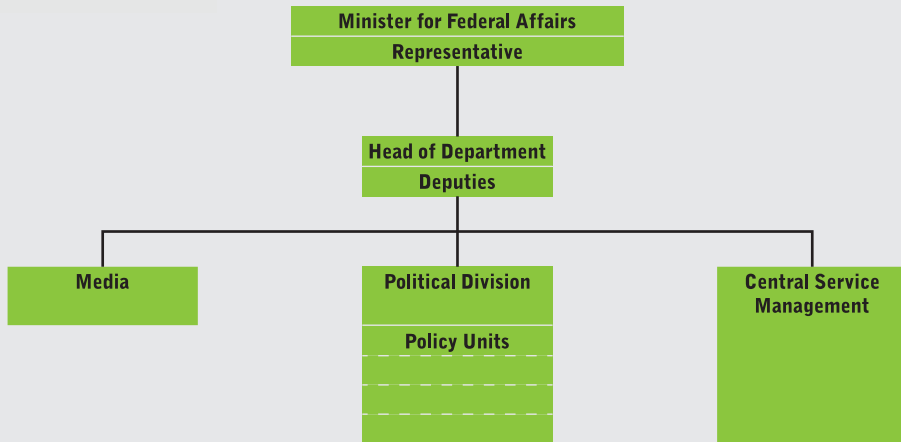 Minister for Federal Affairs
Representative
Head of Department
Deputies
Media
Political Division
Policy Units
Central Service
Management